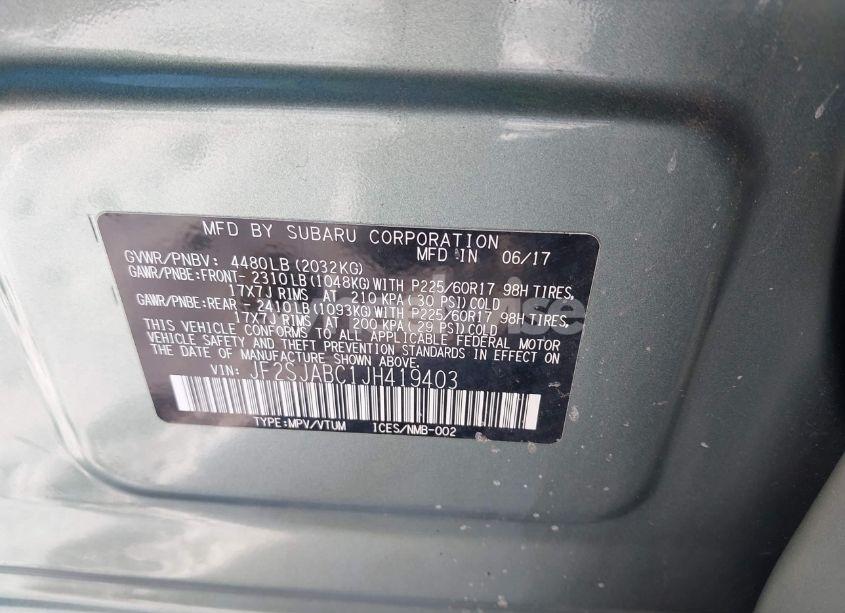 MFD BY SUBARU CORPORATION
GVWR/PNBV: 4480LB(2032KG) MFD IN 06/17
GAWR/PNBE:FRONT- 2310LB(1048KG)WITH P225/60R17 98H TIRES,
17X7J RIMS AT 210 KPA(30 PSI)COLD
GAWR/PNBE:REAR - 2410LB(1093KG)WITH P225/60R17 98H TIRES,
17X7J RIMS AT 200 KPA(29 PSI)COLD
THIS VEHICLE CONFORMS TO ALL APPLICABLE FEDERAL MOTOR
VEHICLE SAFETY AND THEFT PREVENTION STANDARDS IN EFFECT
ON THE DATE OF MANUFACTURE SHOWN ABOVE.
VIN: JF2SJABC1JH419403
TYPE:MPV/VTUM ICES/NMB-002